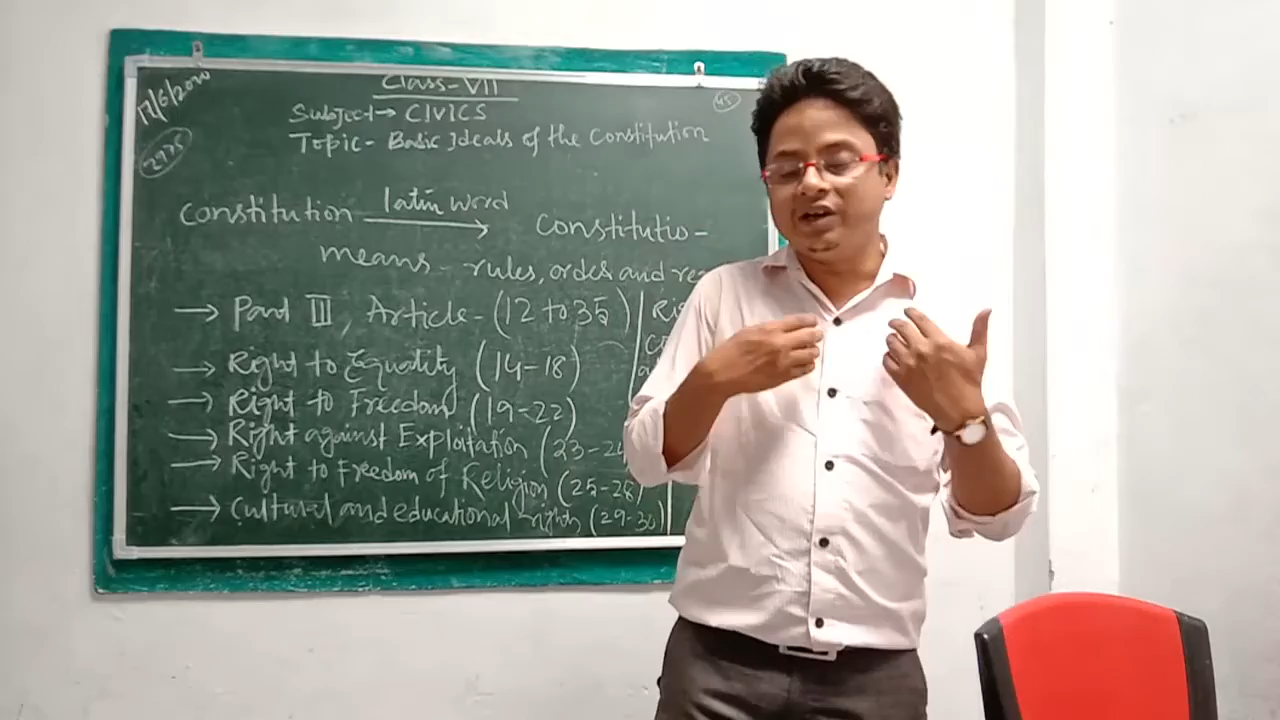 17/6/2020
2775
45
Class-VII
Subject→ CIVICS
Topic- Basic Ideals of the Constitution
Constitution latin word Constitutio-
means- rules, order and re
→ Part III, Article- (12 to 35)
→ Right to Equality (14-18)
→ Right to Freedom (19-22)
→ Right against Exploitation (23-2
→ Right to Freedom of Religion (25-28)
→ Cultural and educational rights (29-30)